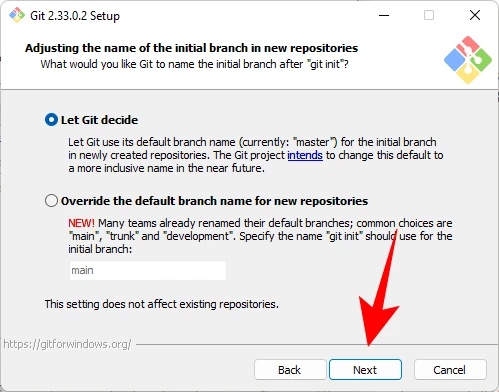 Git 2.33.0.2 Setup
Adjusting the name of the initial branch in new repositories
What would you like Git to name the initial branch after "git init"?
Let Git decide
Let Git use its default branch name (currently: "master") for the initial branch
in newly created repositories. The Git project intends to change this default to
a more inclusive name in the near future.
Override the default branch name for new repositories
NEW! Many teams already renamed their default branches; common choices are
"main", "trunk" and "development". Specify the name "git init" should use for the
initial branch:
main
This setting does not affect existing repositories.
https://gitforwindows.org/
Back
Next
Cancel